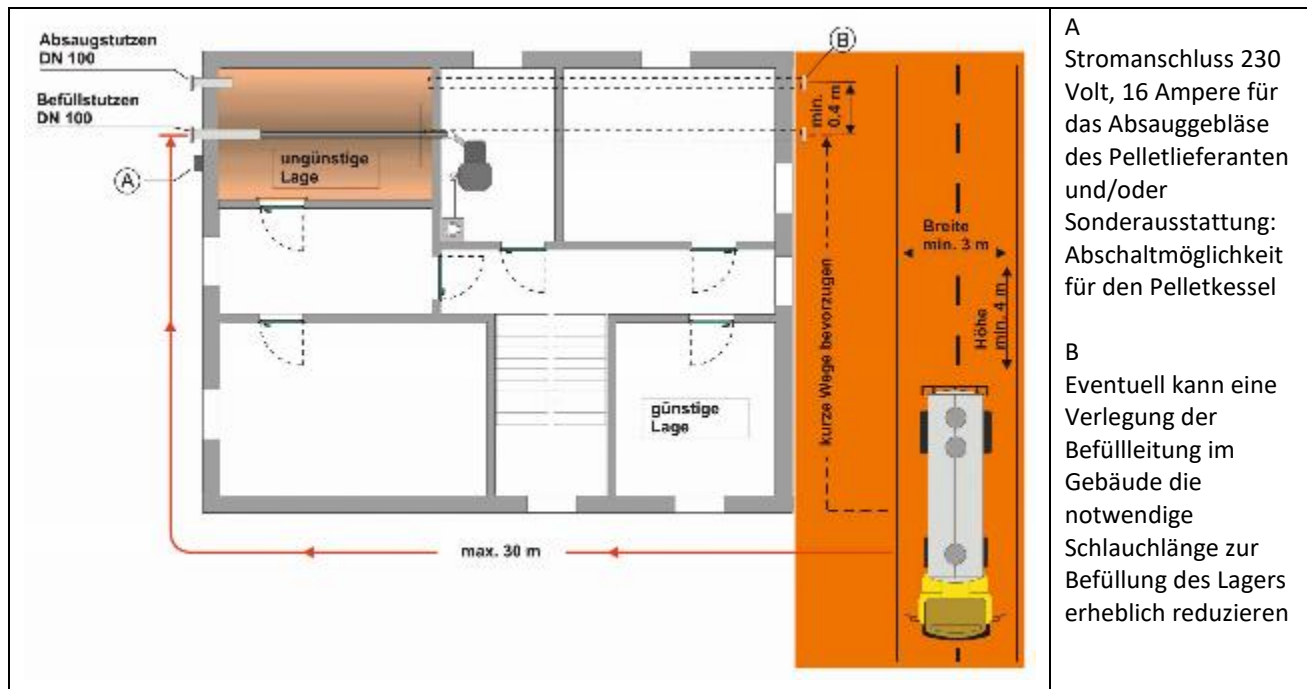 Absaugstutzen
DN 100
Befüllstutzen
DN 100
A
ungünstige
Lage
B
min.
0,4 m
Breite
min. 3 m
Höhe
min. 4 m
kurze Wege bevorzugen
günstige
Lage
max. 30 m
A
Stromanschluss 230
Volt, 16 Ampere für
das Absauggebläse
des Pelletlieferanten
und/oder
Sonderausstattung:
Abschaltmöglichkeit
für den Pelletkessel
B
Eventuell kann eine
Verlegung der
Befüllleitung im
Gebäude die
notwendige
Schlauchlänge zur
Befüllung des Lagers
erheblich reduzieren